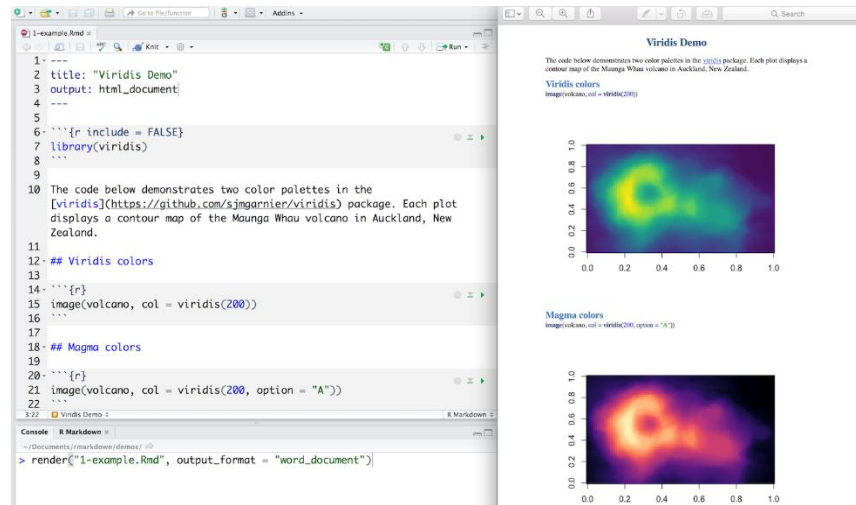 Go to file/function
Addins
1-example.Rmd
Knit
Run
1 ---
2 title: "Viridis Demo"
3 output: html_document
4 ---
5
6 ```{r include = FALSE}
7 library(viridis)
8 ```
9
10 The code below demonstrates two color palettes in the
[viridis](https://github.com/sjmgarnier/viridis) package. Each plot
displays a contour map of the Maunga Whau volcano in Auckland, New
Zealand.
11
12 ## Viridis colors
13
14 ```{r}
15 image(volcano, col = viridis(200))
16 ```
17
18 ## Magma colors
19
20 ```{r}
21 image(volcano, col = viridis(200, option = "A"))
22 ```
3:22 Viridis Demo R Markdown
Console R Markdown
~/Documents/rmarkdown/demos/
> render("1-example.Rmd", output_format = "word_document")
Search
Viridis Demo
The code below demonstrates two color palettes in the viridis package. Each plot displays a
contour map of the Maunga Whau volcano in Auckland, New Zealand.
Viridis colors
image(volcano, col = viridis(200))
1.0
0.8
0.6
0.4
0.2
0.0
0.0 0.2 0.4 0.6 0.8 1.0
Magma colors
image(volcano, col = viridis(200, option = "A"))
1.0
0.8
0.6
0.4
0.2
0.0
0.0 0.2 0.4 0.6 0.8 1.0